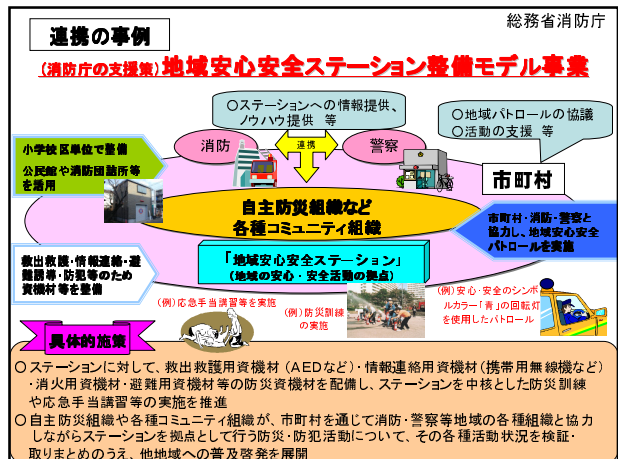 総務省消防庁
連携の事例
(消防庁の支援策)地域安心安全ステーション整備モデル事業
○ステーションへの情報提供、
ノウハウ提供 等
○地域パトロールの協議
○活動の支援 等
消防
連携
警察
小学校区単位で整備
公民館や消防団詰所等
を活用
市町村
自主防災組織など
各種コミュニティ組織
市町村・消防・警察と
協力し、地域安心安全
パトロールを実施
「地域安心安全ステーション」
(地域の安心・安全活動の拠点)
救出救護・情報連絡・避
難誘導・防犯等のため
資機材等を整備
(例)応急手当講習等を実施
(例)防災訓練
の実施
(例)安心・安全のシンボ
ルカラー「青」の回転灯
を使用したパトロール
具体的施策
○ステーションに対して、救出救護用資機材(AEDなど)・情報連絡用資機材(携帯用無線機など)
・消火用資機材・避難用資機材等の防災資機材を配備し、ステーションを中核とした防災訓練
や応急手当講習等の実施を推進
○自主防災組織や各種コミュニティ組織が、市町村を通じて消防・警察等地域の各種組織と協力
しながらステーションを拠点として行う防災・防犯活動について、その各種活動状況を検証・
取りまとめのうえ、他地域への普及啓発を展開